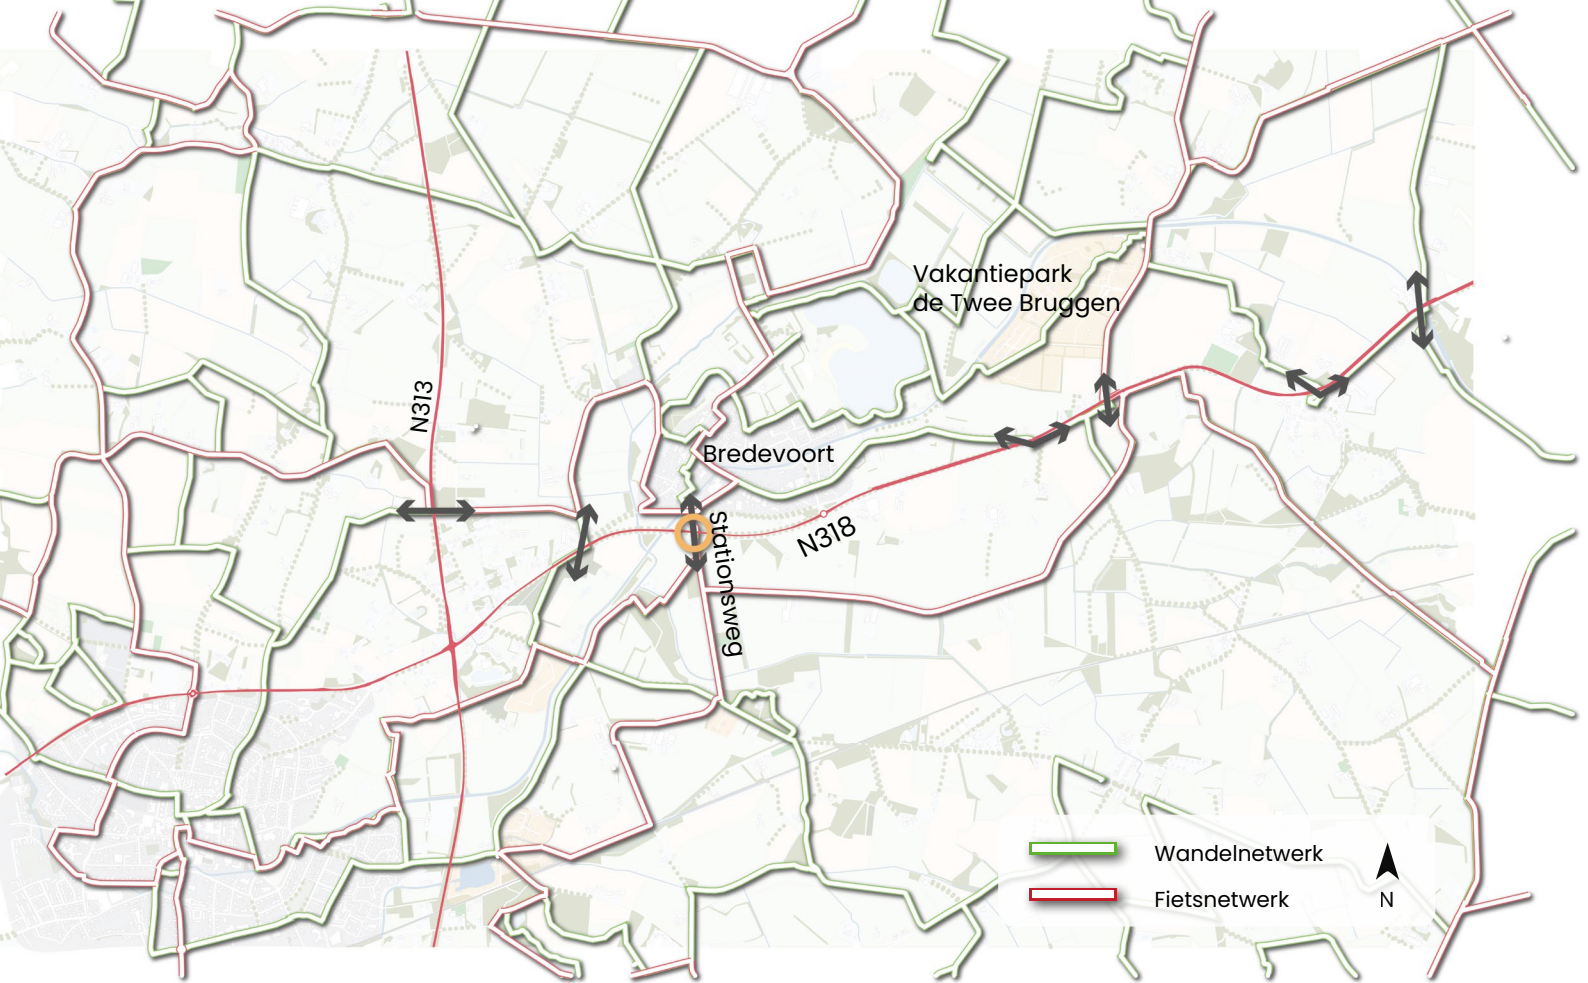 Vakantiepark
de Twee Bruggen
N313
Bredevoort
Stationsweg
N318
Wandelnetwerk
Fietsnetwerk
N